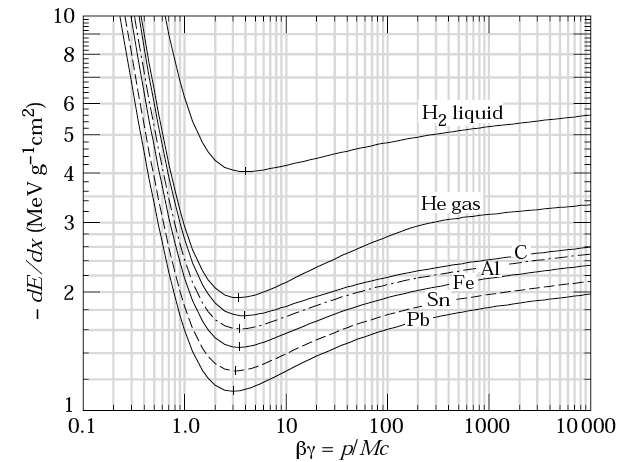 10
8
6
5
4
3
2
1
− dE/dx (MeV g⁻¹cm²)
H₂ liquid
He gas
C
Al
Fe
Sn
Pb
0.1 1.0 10 100 1000 10 000
βγ = p/Mc